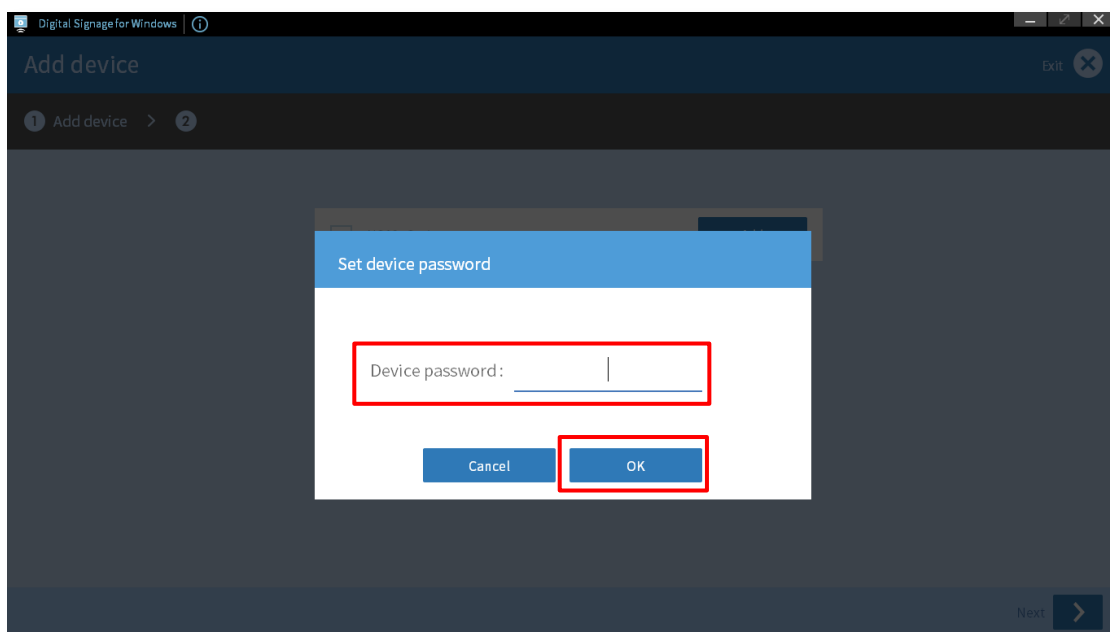 Digital Signage for Windows
Add device
Exit
1 Add device > 2
Set device password
Device password :
Cancel
OK
Next